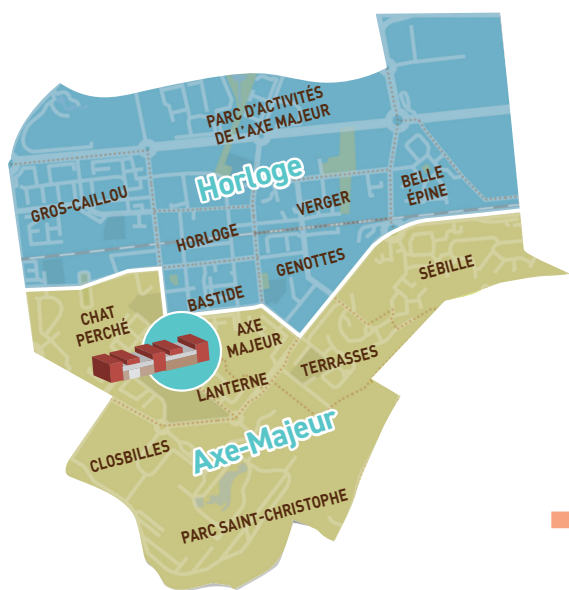 PARC D'ACTIVITÉS
DE L'AXE MAJEUR
Horloge
GROS-CAILLOU
VERGER
BELLE
ÉPINE
HORLOGE
GENOTTES
SÉBILLE
BASTIDE
CHAT
PERCHÉ
AXE
MAJEUR
TERRASSES
LANTERNE
Axe-Majeur
CLOSBILLES
PARC SAINT-CHRISTOPHE